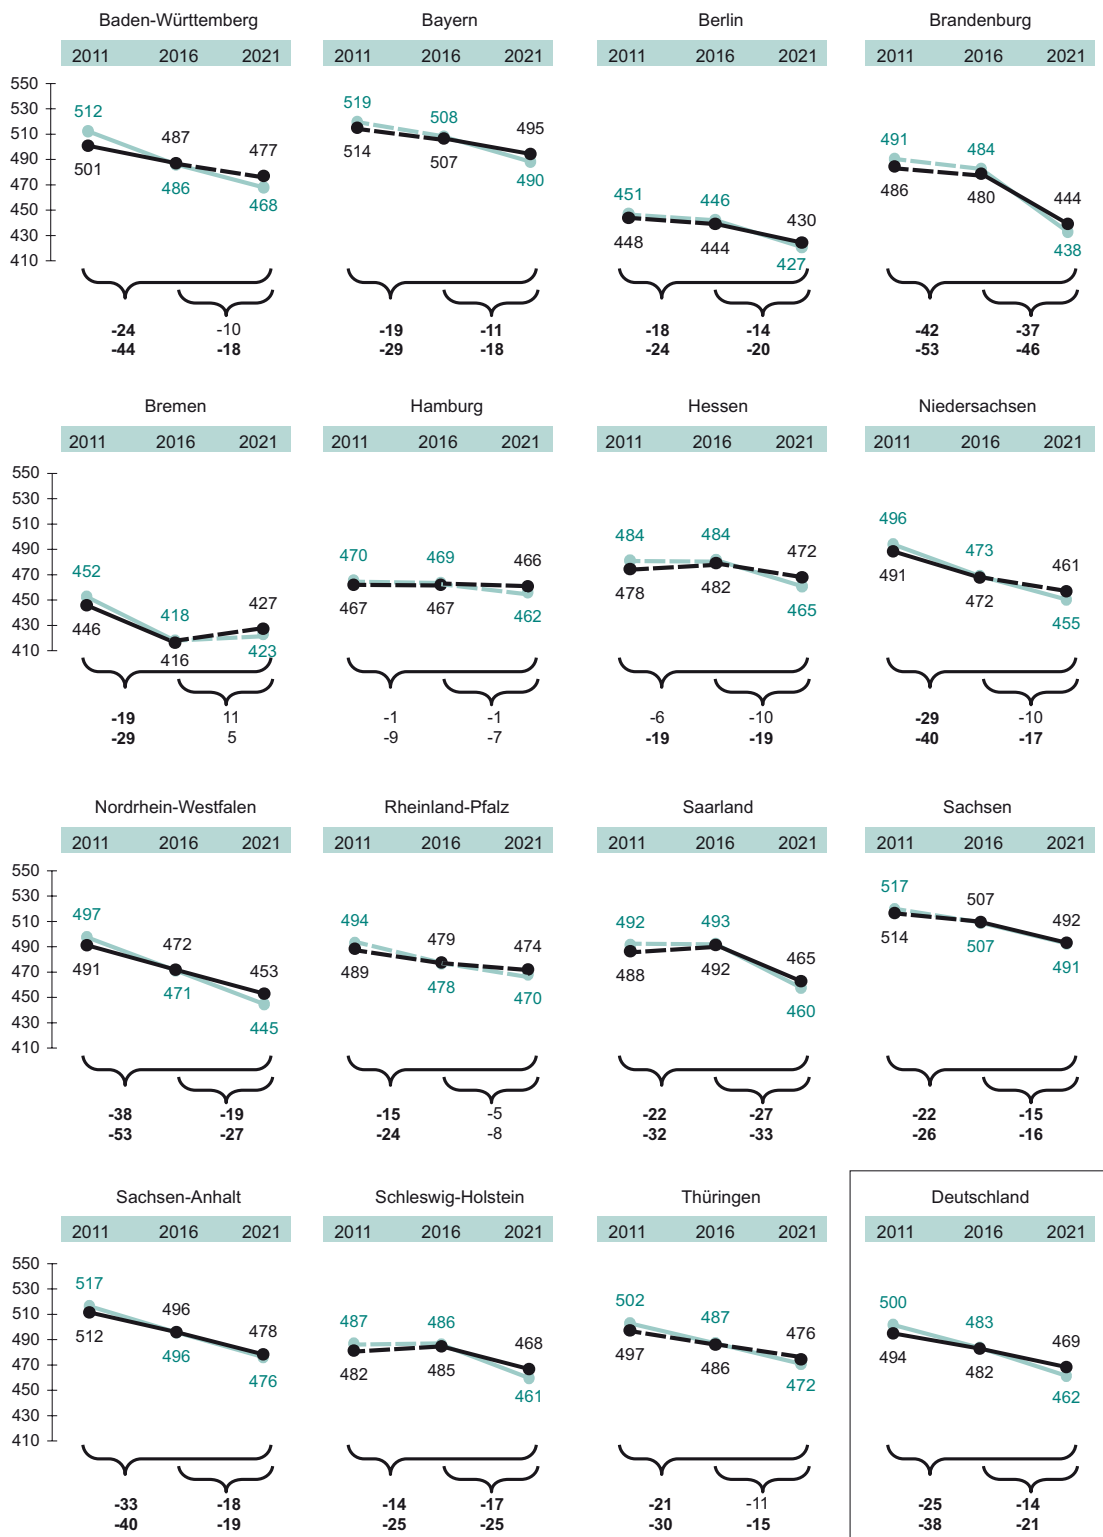 Baden-Württemberg Bayern Berlin Brandenburg
2011 2016 2021 2011 2016 2021 2011 2016 2021 2011 2016 2021
550
530
510
490
470
450
430
410
512 487 477
501 486 468
519 508 495
514 507 490
451 446 430
448 444 427
491 484 444
486 480 438
-24 -10 -19 -11 -18 -14 -42 -37
-44 -18 -29 -18 -24 -20 -53 -46
Bremen Hamburg Hessen Niedersachsen
2011 2016 2021 2011 2016 2021 2011 2016 2021 2011 2016 2021
550
530
510
490
470
450
430
410
452 418 427
446 416 423
470 469 466
467 467 462
484 484 472
478 482 465
496 473 461
491 472 455
-19 11 -1 -1 -6 -10 -29 -10
-29 5 -9 -7 -19 -19 -40 -17
Nordrhein-Westfalen Rheinland-Pfalz Saarland Sachsen
2011 2016 2021 2011 2016 2021 2011 2016 2021 2011 2016 2021
550
530
510
490
470
450
430
410
497 472 453
491 471 445
494 479 474
489 478 470
492 493 465
488 492 460
517 507 492
514 507 491
-38 -19 -15 -5 -22 -27 -22 -15
-53 -27 -24 -8 -32 -33 -26 -16
Sachsen-Anhalt Schleswig-Holstein Thüringen Deutschland
2011 2016 2021 2011 2016 2021 2011 2016 2021 2011 2016 2021
550
530
510
490
470
450
430
410
517 496 478
512 496 476
487 486 468
482 485 461
502 487 476
497 486 472
500 483 469
494 482 462
-33 -18 -14 -17 -21 -11 -25 -14
-40 -19 -25 -25 -30 -15 -38 -21